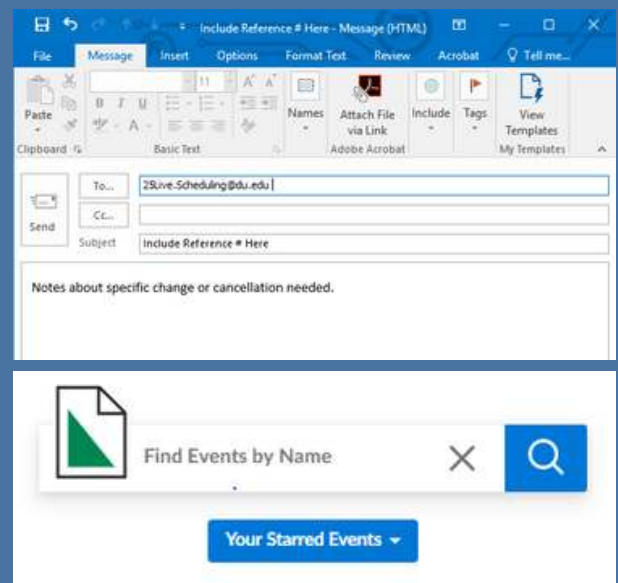 Include Reference # Here - Message (HTML)
File Message Insert Options Format Text Review Acrobat Tell me...
11 A A
B I U
A
Paste
Names
Attach File
via Link
Include
Tags
View
Templates
Clipboard Basic Text Adobe Acrobat My Templates
To... 25Live.Scheduling@du.edu
Cc...
Send
Subject Include Reference # Here
Notes about specific change or cancellation needed.
Find Events by Name
Your Starred Events